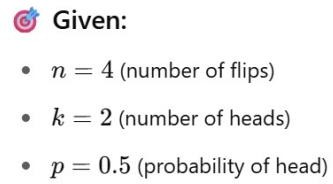 🎯 Given:
• n = 4 (number of flips)
• k = 2 (number of heads)
• p = 0.5 (probability of head)